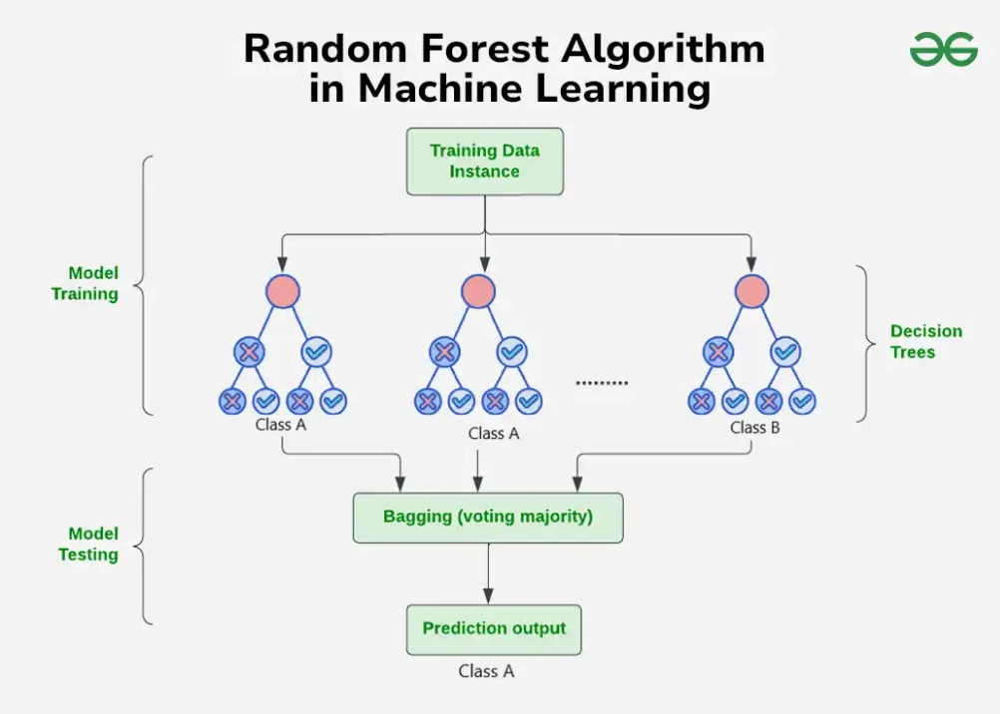 Random Forest Algorithm
in Machine Learning
Training Data
Instance
Model
Training
Decision
Trees
.........
Class A
Class A
Class B
Bagging (voting majority)
Model
Testing
Prediction output
Class A